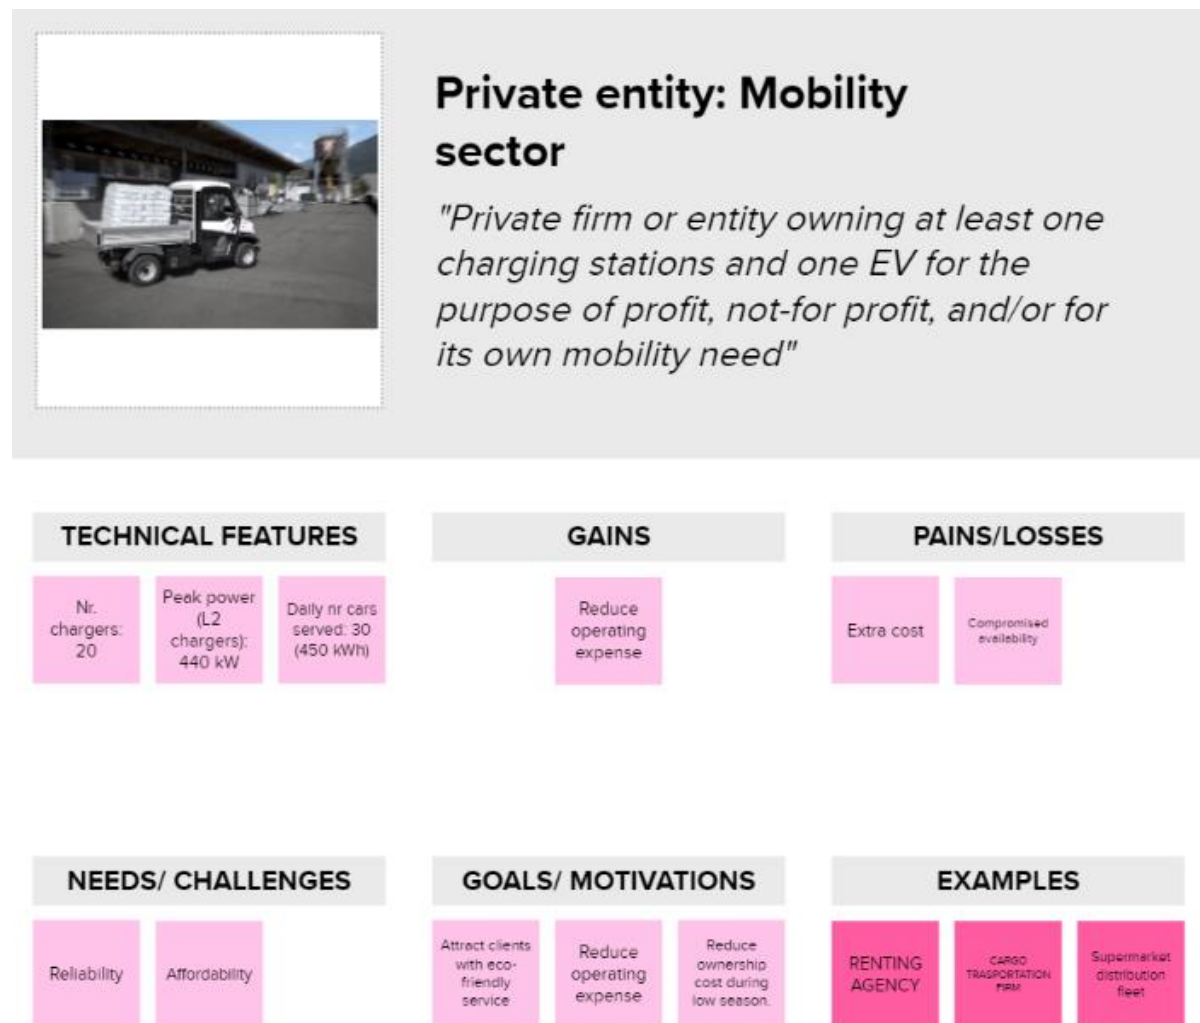 Private entity: Mobility
sector
"Private firm or entity owning at least one
charging stations and one EV for the
purpose of profit, not-for profit, and/or for
its own mobility need"
TECHNICAL FEATURES
Nr.
chargers:
20
Peak power
(L2
chargers):
440 kW
Daily nr cars
served: 30
(450 kWh)
GAINS
Reduce
operating
expense
PAINS/LOSSES
Extra cost
Compromised
availability
NEEDS/ CHALLENGES
Reliability
Affordability
GOALS/ MOTIVATIONS
Attract clients
with eco-
friendly
service
Reduce
operating
expense
Reduce
ownership
cost during
low season.
EXAMPLES
RENTING
AGENCY
CARGO
TRASPORTATION
FIRM
Supermarket
distribution
fleet